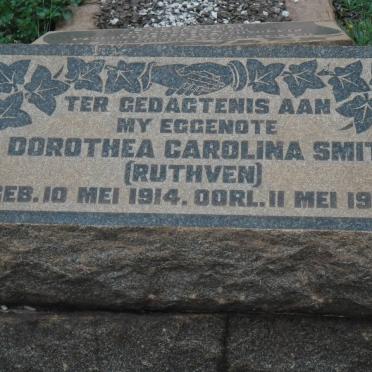 TER GEDAGTENIS AAN
MY EGGENOTE
DOROTHEA CAROLINA SMIT
(RUTHVEN)
GEB. 10 MEI 1914. OORL. 11 MEI 19